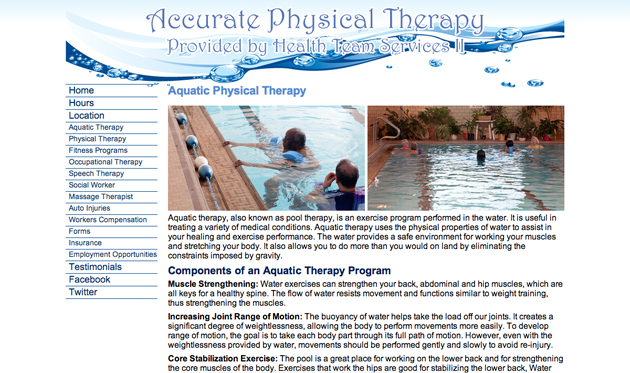 Accurate Physical Therapy
Provided by Health Team Services II
Home
Hours
Location
Aquatic Therapy
Physical Therapy
Fitness Programs
Occupational Therapy
Speech Therapy
Social Worker
Massage Therapist
Auto Injuries
Workers Compensation
Forms
Insurance
Employment Opportunities
Testimonials
Facebook
Twitter
Aquatic Physical Therapy
Aquatic therapy, also known as pool therapy, is an exercise program performed in the water. It is useful in
treating a variety of medical conditions. Aquatic therapy uses the physical properties of water to assist in
your healing and exercise performance. The water provides a safe environment for working your muscles
and stretching your body. It also allows you to do more than you would on land by eliminating the
constraints imposed by gravity.
Components of an Aquatic Therapy Program
Muscle Strengthening: Water exercises can strengthen your back, abdominal and hip muscles, which are
all keys for a healthy spine. The flow of water resists movement and functions similar to weight training,
thus strengthening the muscles.
Increasing Joint Range of Motion: The buoyancy of water helps take the load off our joints. It creates a
significant degree of weightlessness, allowing the body to perform movements more easily. To develop
range of motion, the goal is to take each body part through its full path of motion. However, even with the
weightlessness provided by water, movements should be performed gently and slowly to avoid re-injury.
Core Stabilization Exercise: The pool is a great place for working on the lower back and for strengthening
the core muscles of the body. Exercises that work the hips are good for stabilizing the lower back, Water